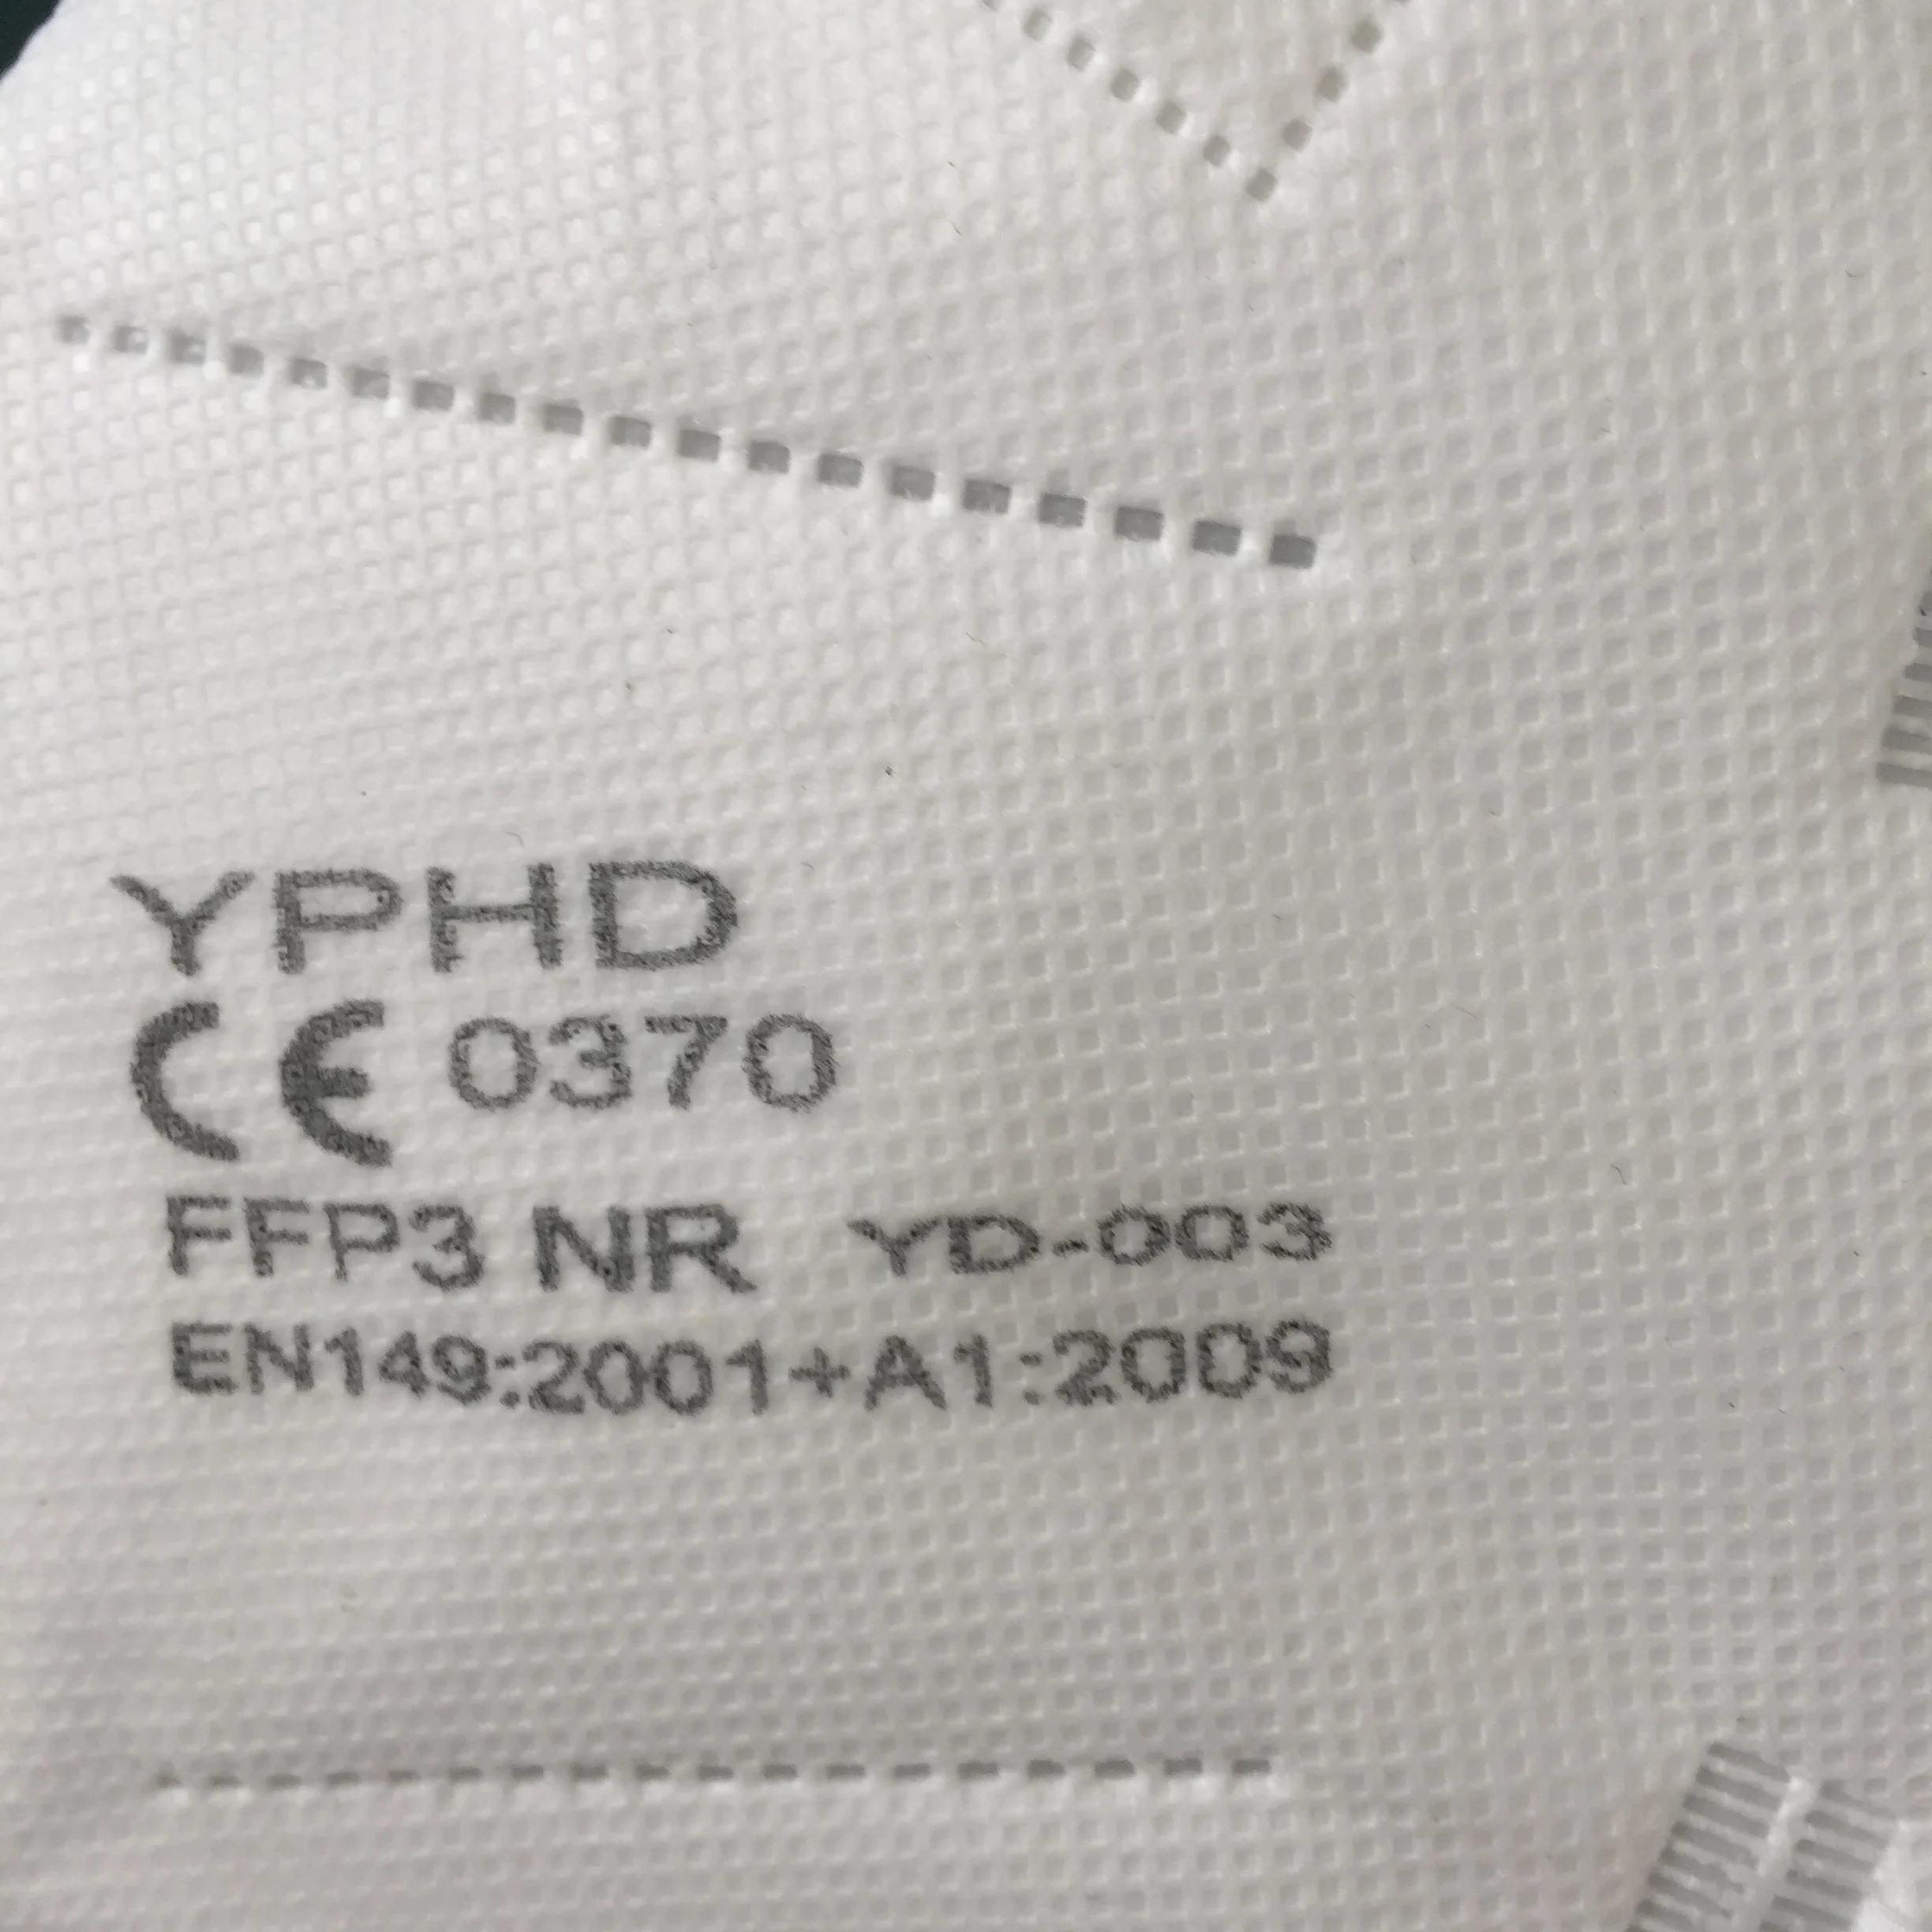 YPHD
CE 0370
FFP3 NR YD-003
EN149:2001+A1:2009